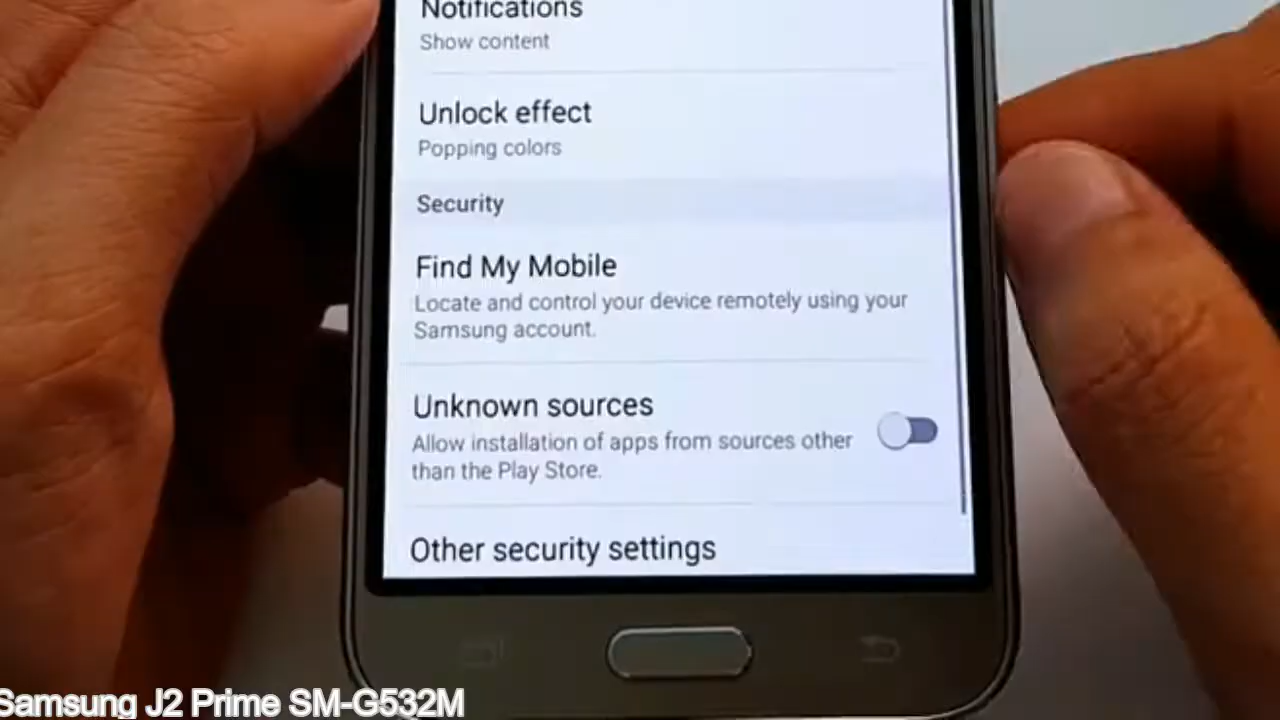 Notifications
Show content
Unlock effect
Popping colors
Security
Find My Mobile
Locate and control your device remotely using your
Samsung account.
Unknown sources
Allow installation of apps from sources other
than the Play Store.
Other security settings
Samsung J2 Prime SM-G532M